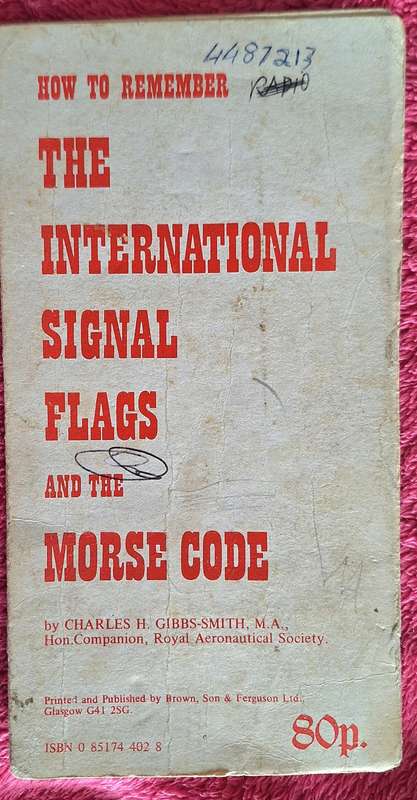 4487213
HOW TO REMEMBER RADIO
THE
INTERNATIONAL
SIGNAL
FLAGS
AND THE
MORSE CODE
by CHARLES H. GIBBS-SMITH, M.A.,
Hon.Companion, Royal Aeronautical Society.
Printed and Published by Brown, Son & Ferguson Ltd.,
Glasgow G41 2SG.
ISBN 0 85174 402 8
80p.